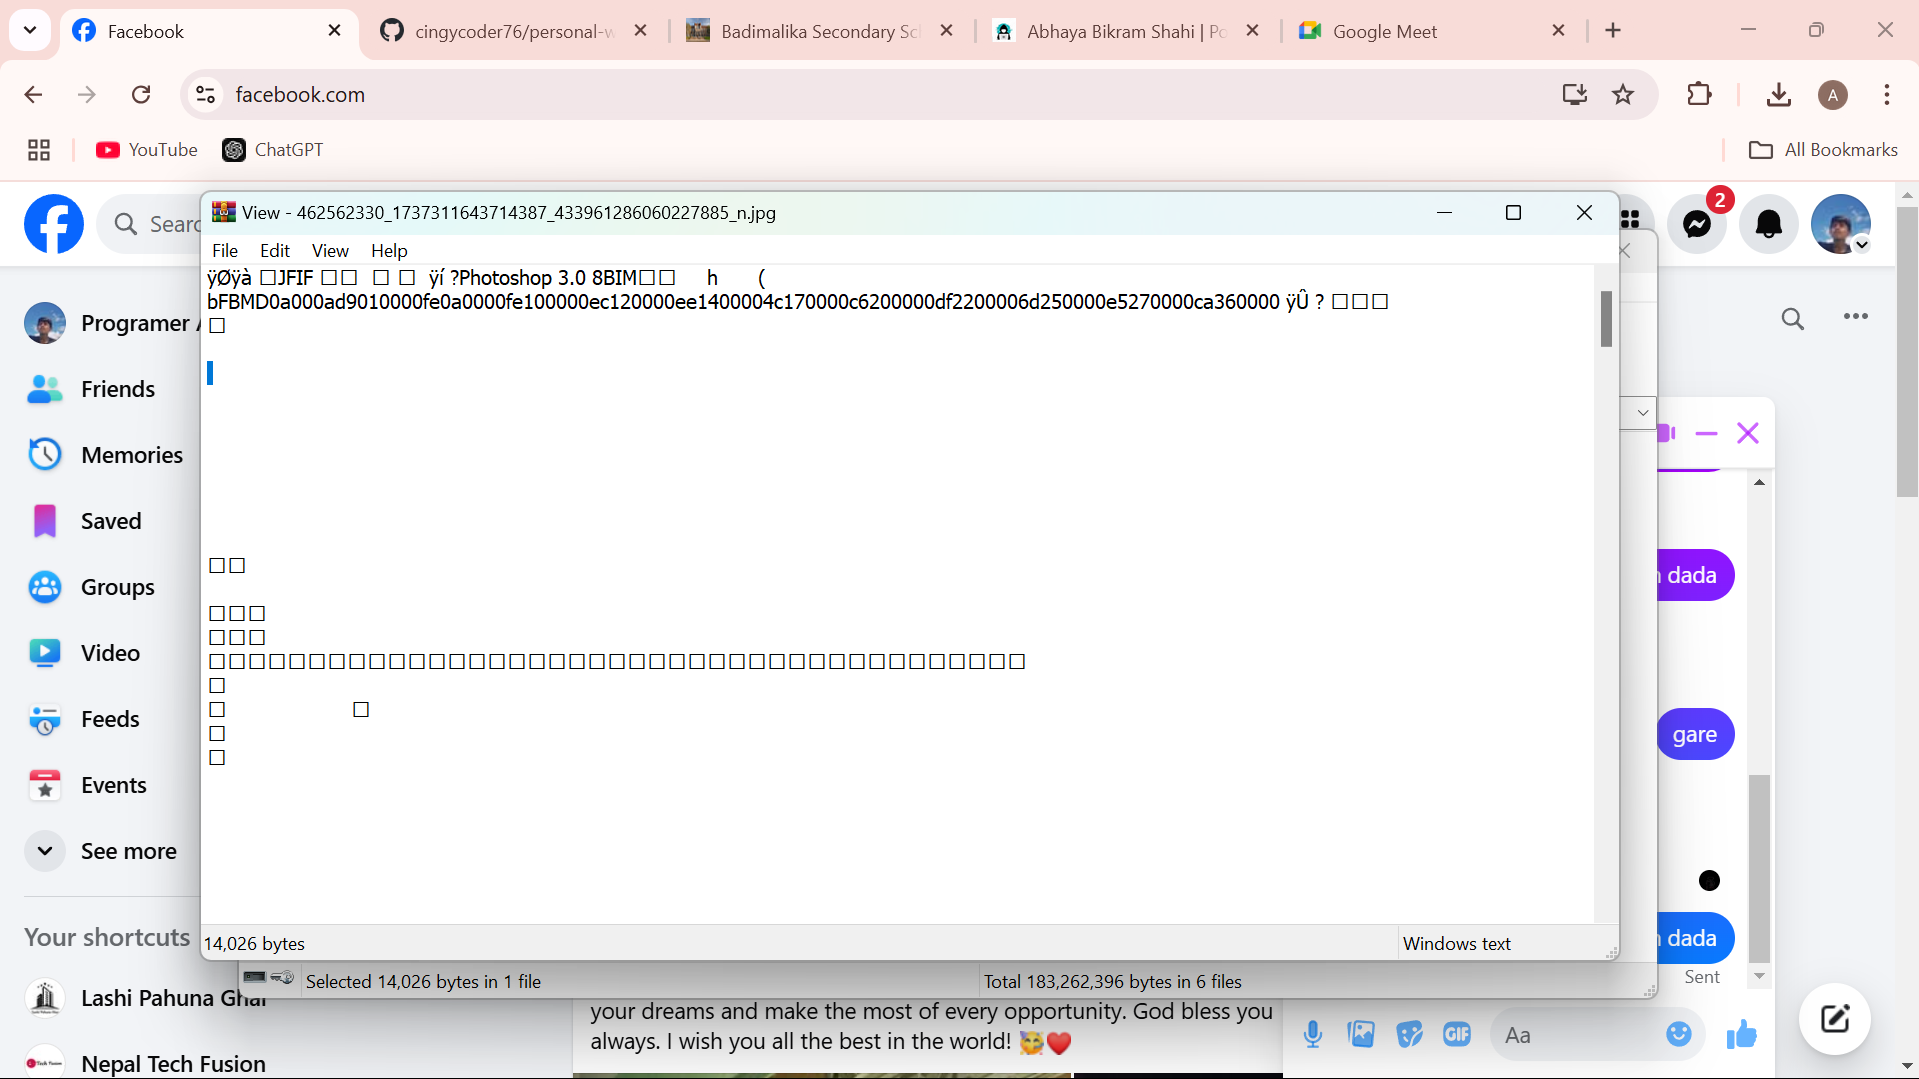 Facebook
cingycoder76/personal-w
Badimalika Secondary Sc
Abhaya Bikram Shahi | Po
Google Meet
facebook.com
A
YouTube
ChatGPT
All Bookmarks
Sear
2
View - 462562330_1737311643714387_433961286060227885_n.jpg
File Edit View Help
ÿØÿà □JFIF □□ □ □ ÿí ?Photoshop 3.0 8BIM□□ h (
bFBMD0a000ad9010000fe0a0000fe100000ec120000ee1400004c170000c6200000df2200006d250000e5270000ca360000 ÿÛ ? □□□
Programer
Friends
Memories
Saved
Groups
Video
Feeds
Events
See more
Your shortcuts
Lashi Pahuna Ghar
Nepal Tech Fusion
14,026 bytes
Windows text
Selected 14,026 bytes in 1 file
Total 183,262,396 bytes in 6 files
dada
gare
dada
Sent
your dreams and make the most of every opportunity. God bless you
always. I wish you all the best in the world! 🥳❤️
GIF
Aa